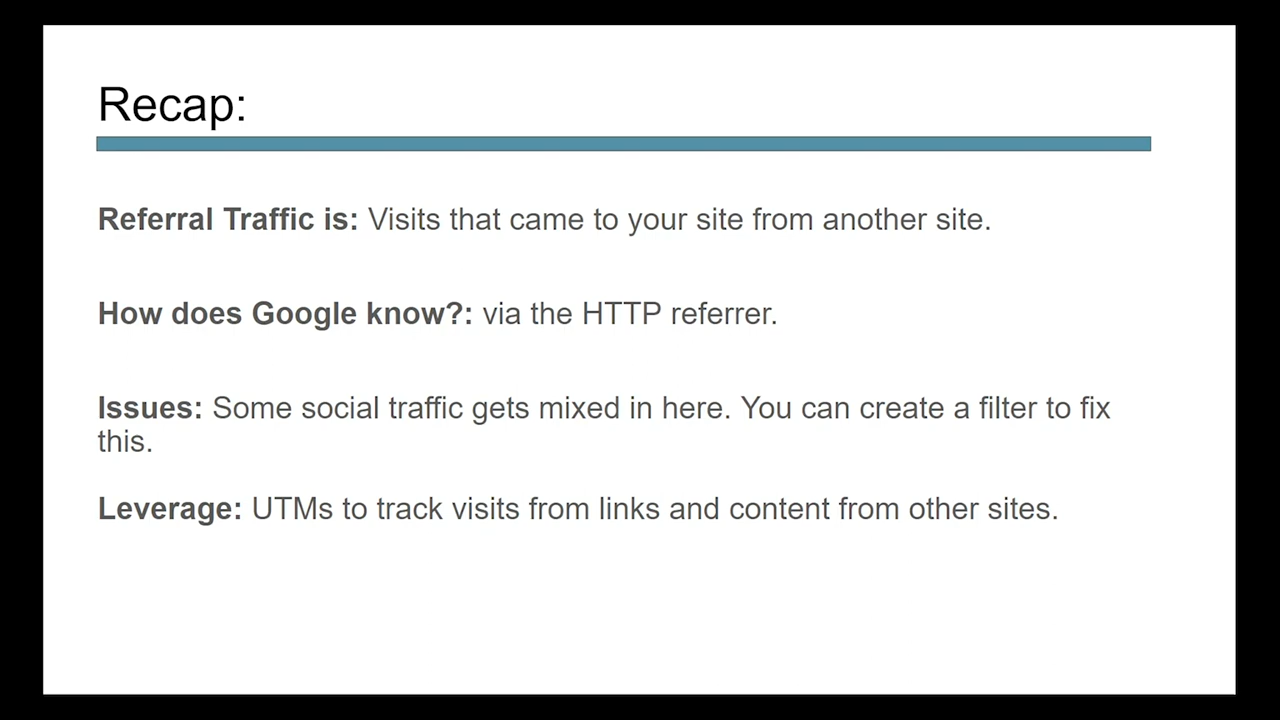 Recap:
Referral Traffic is: Visits that came to your site from another site.
How does Google know?: via the HTTP referrer.
Issues: Some social traffic gets mixed in here. You can create a filter to fix
this.
Leverage: UTMs to track visits from links and content from other sites.